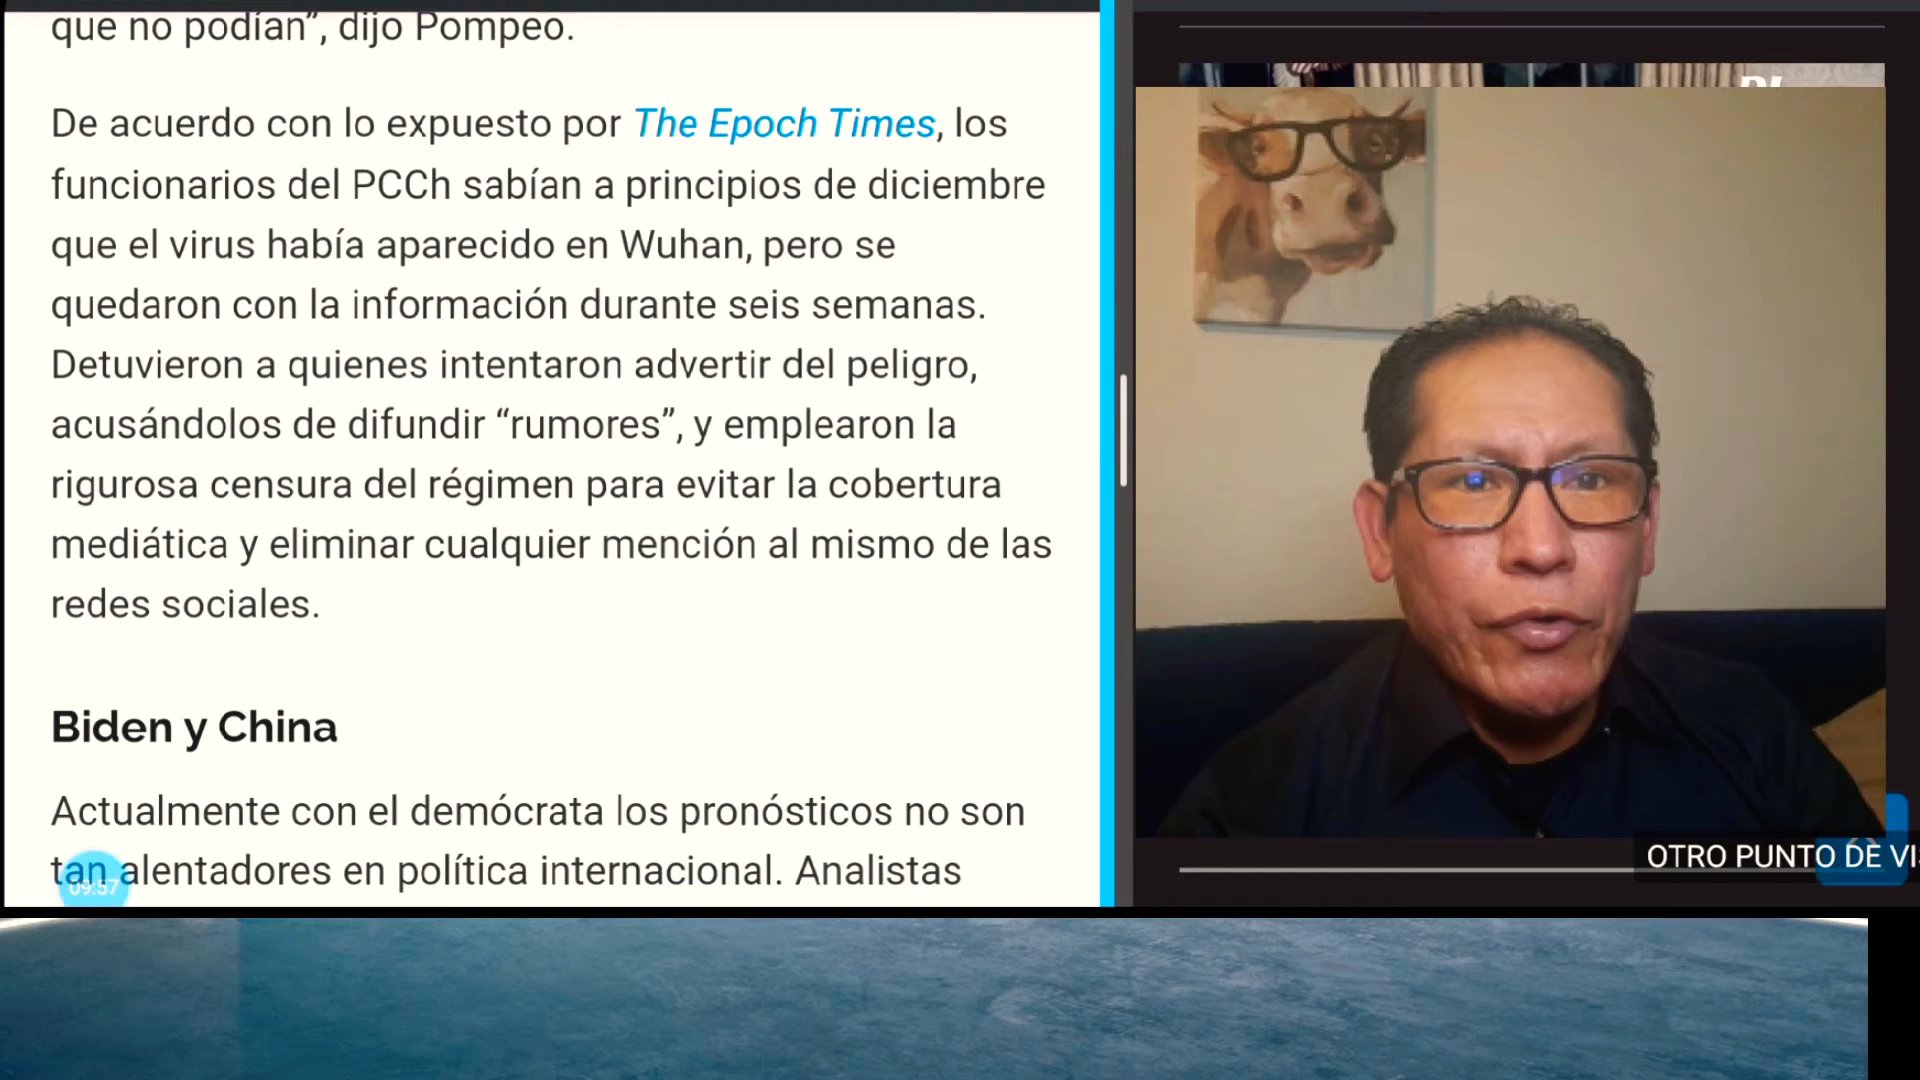 que no podían”, dijo Pompeo.
De acuerdo con lo expuesto por The Epoch Times, los
funcionarios del PCCh sabían a principios de diciembre
que el virus había aparecido en Wuhan, pero se
quedaron con la información durante seis semanas.
Detuvieron a quienes intentaron advertir del peligro,
acusándolos de difundir “rumores”, y emplearon la
rigurosa censura del régimen para evitar la cobertura
mediática y eliminar cualquier mención al mismo de las
redes sociales.
Biden y China
Actualmente con el demócrata los pronósticos no son
tan alentadores en política internacional. Analistas
09:57
OTRO PUNTO DE